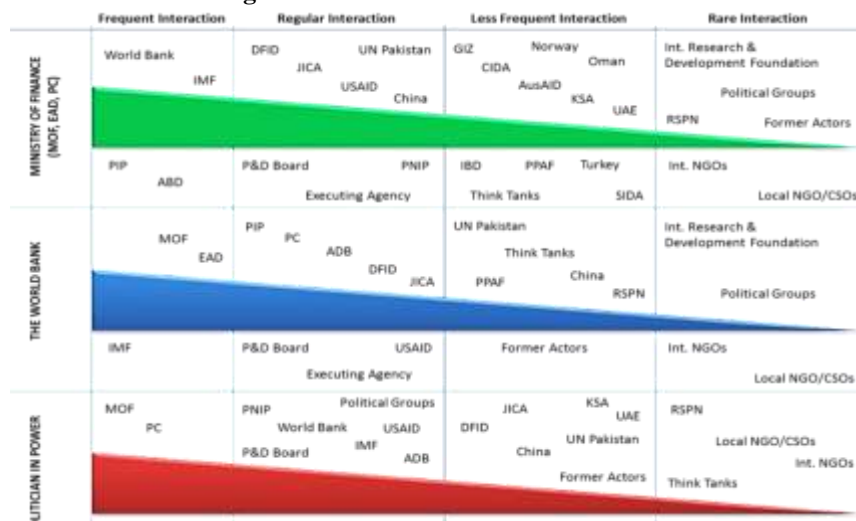 Frequent Interaction Regular Interaction Less Frequent Interaction Rare Interaction
MINISTRY OF FINANCE
(MOF, EAD, PC)
World Bank
IMF
DFID
UN Pakistan
JICA
USAID
China
GIZ
Norway
CIDA
Oman
AusAID
KSA
UAE
Int. Research &
Development Foundation
Political Groups
RSPN
Former Actors
PIP
ABD
P&D Board
PNIP
Executing Agency
IBD
PPAF
Turkey
Think Tanks
SIDA
Int. NGOs
Local NGO/CSOs
THE WORLD BANK
MOF
EAD
PIP
PC
ADB
DFID
JICA
UN Pakistan
Think Tanks
China
PPAF
RSPN
Int. Research &
Development Foundation
Political Groups
IMF
P&D Board
USAID
Executing Agency
Former Actors
Int. NGOs
Local NGO/CSOs
LITICIAN IN POWER
MOF
PC
PNIP
Political Groups
World Bank
USAID
IMF
P&D Board
ADB
JICA
KSA
UAE
DFID
UN Pakistan
China
Former Actors
RSPN
Local NGO/CSOs
Int. NGOs
Think Tanks